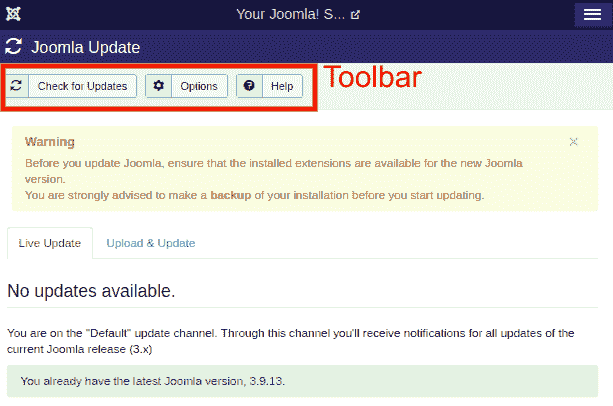 Your Joomla! S...
Joomla Update
Check for Updates Options Help Toolbar
Warning
Before you update Joomla, ensure that the installed extensions are available for the new Joomla
version.
You are strongly advised to make a backup of your installation before you start updating.
Live Update Upload & Update
No updates available.
You are on the "Default" update channel. Through this channel you'll receive notifications for all updates of the
current Joomla release (3.x)
You already have the latest Joomla version, 3.9.13.